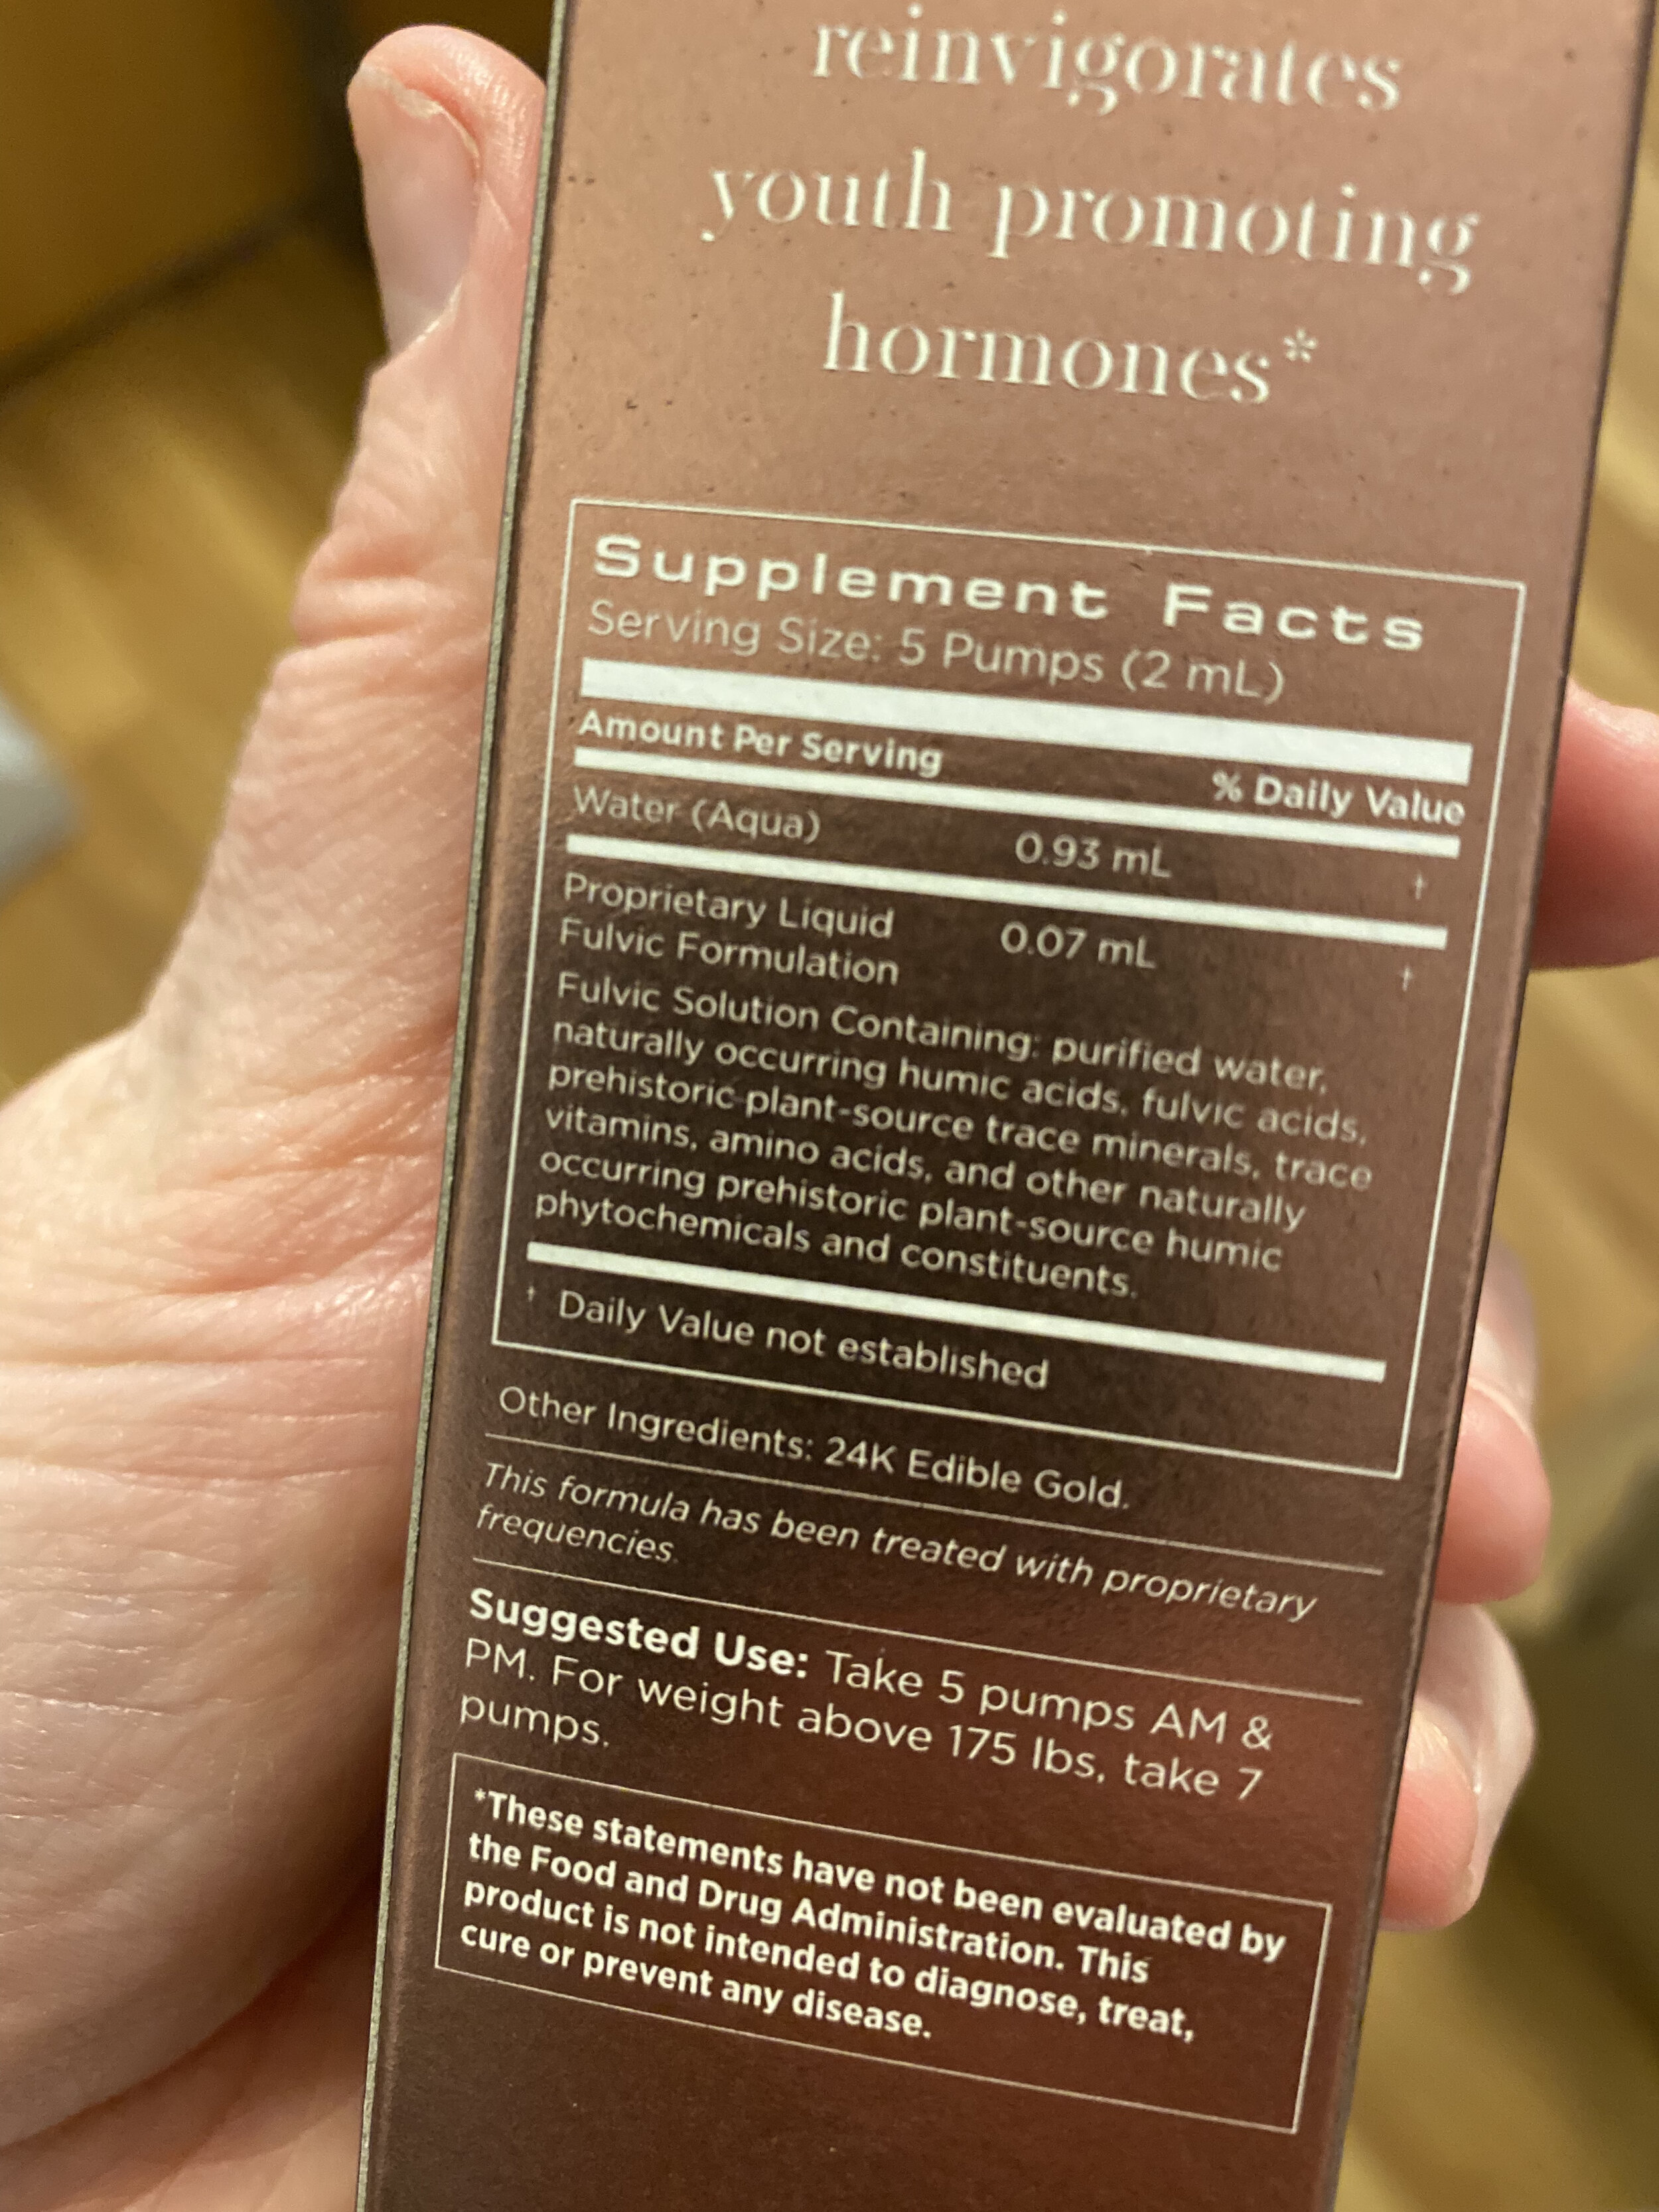 reinvigorates
youth promoting
hormones*
Supplement Facts
Serving Size: 5 Pumps (2 mL)
Amount Per Serving % Daily Value
Water (Aqua) 0.93 mL †
Proprietary Liquid
Fulvic Formulation 0.07 mL †
Fulvic Solution Containing: purified water,
naturally occurring humic acids, fulvic acids,
prehistoric plant-source trace minerals, trace
vitamins, amino acids, and other naturally
occurring prehistoric plant-source humic
phytochemicals and constituents.
† Daily Value not established
Other Ingredients: 24K Edible Gold.
This formula has been treated with proprietary
frequencies.
Suggested Use: Take 5 pumps AM &
PM. For weight above 175 lbs, take 7
pumps.
*These statements have not been evaluated by
the Food and Drug Administration. This
product is not intended to diagnose, treat,
cure or prevent any disease.